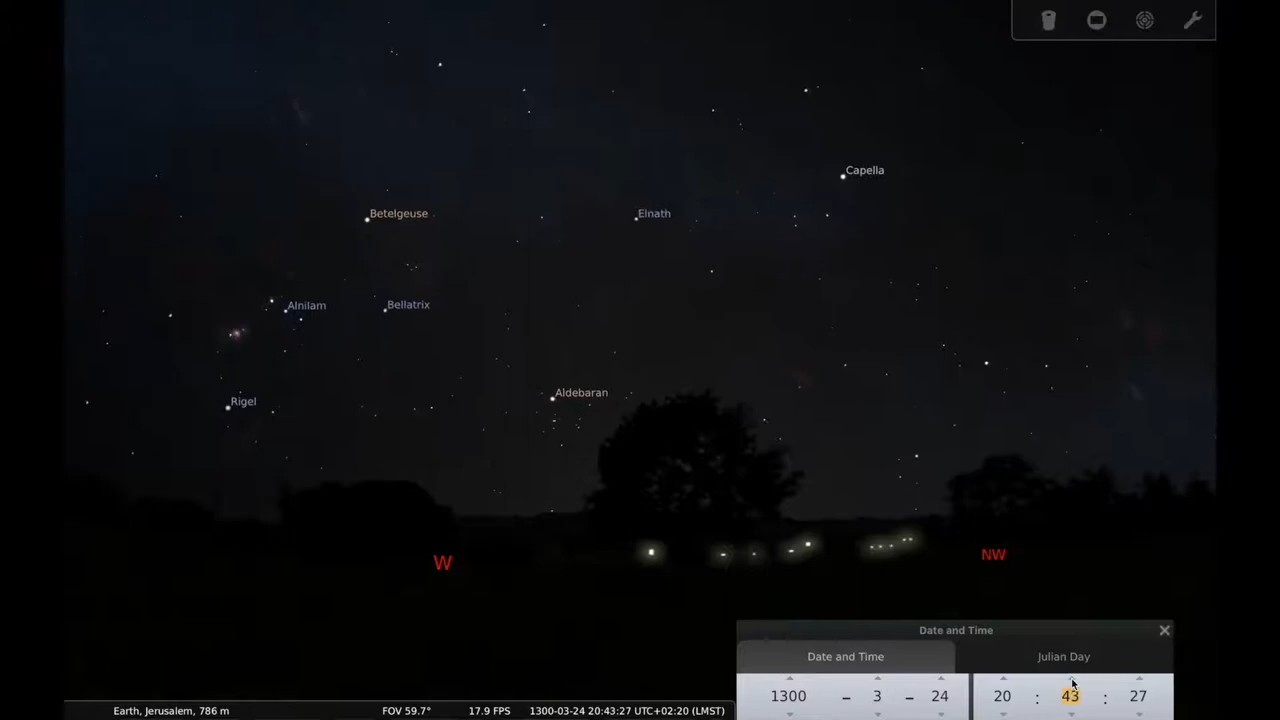 Capella
Betelgeuse
Elnath
Alnilam
Bellatrix
Aldebaran
Rigel
W
NW
Date and Time
Date and Time
Julian Day
1300 – 3 – 24
20 : 43 : 27
Earth, Jerusalem, 786 m
FOV 59.7°
17.9 FPS
1300-03-24 20:43:27 UTC+02:20 (LMST)